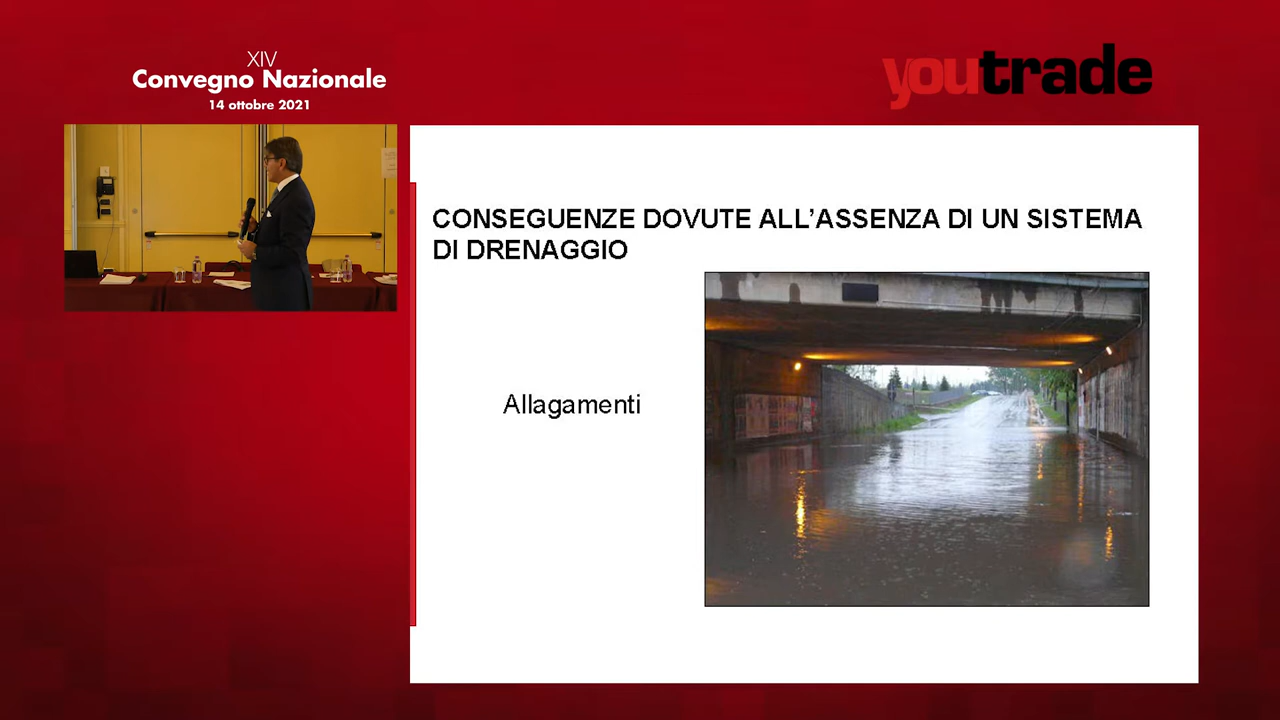 XIV
Convegno Nazionale
14 ottobre 2021
youtrade
CONSEGUENZE DOVUTE ALL'ASSENZA DI UN SISTEMA
DI DRENAGGIO
Allagamenti